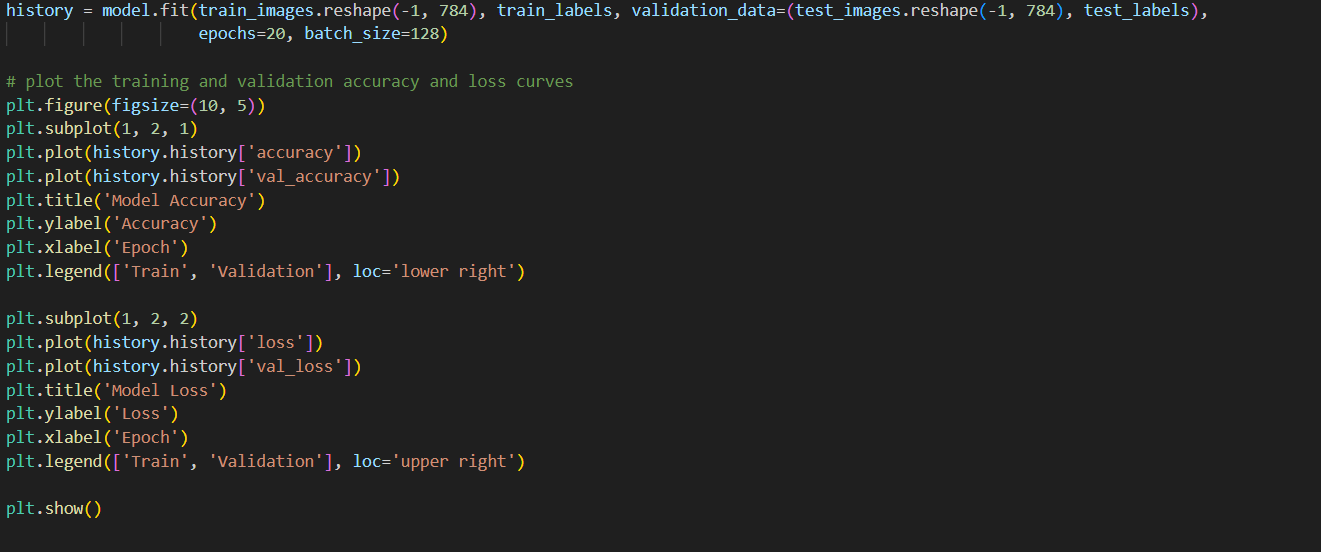 history = model.fit(train_images.reshape(-1, 784), train_labels, validation_data=(test_images.reshape(-1, 784), test_labels),
                    epochs=20, batch_size=128)

# plot the training and validation accuracy and loss curves
plt.figure(figsize=(10, 5))
plt.subplot(1, 2, 1)
plt.plot(history.history['accuracy'])
plt.plot(history.history['val_accuracy'])
plt.title('Model Accuracy')
plt.ylabel('Accuracy')
plt.xlabel('Epoch')
plt.legend(['Train', 'Validation'], loc='lower right')

plt.subplot(1, 2, 2)
plt.plot(history.history['loss'])
plt.plot(history.history['val_loss'])
plt.title('Model Loss')
plt.ylabel('Loss')
plt.xlabel('Epoch')
plt.legend(['Train', 'Validation'], loc='upper right')

plt.show()